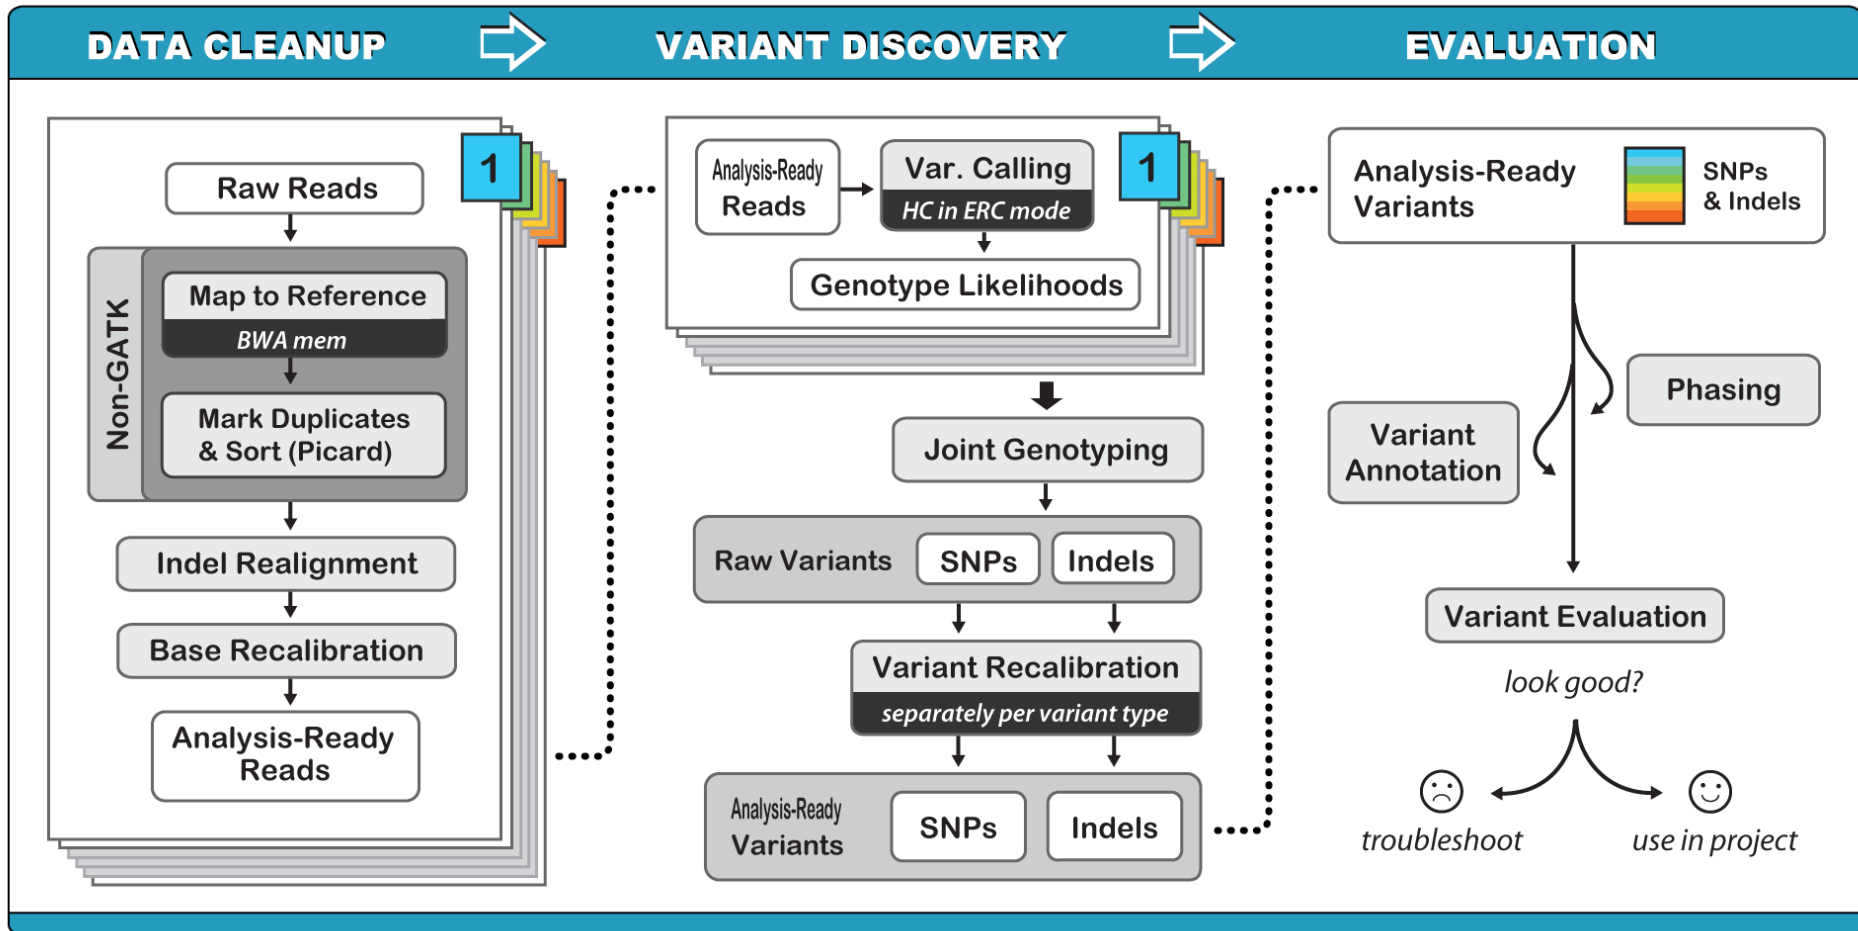 DATA CLEANUP
VARIANT DISCOVERY
EVALUATION
1
Raw Reads
Non-GATK
Map to Reference
BWA mem
Mark Duplicates
& Sort (Picard)
Indel Realignment
Base Recalibration
Analysis-Ready
Reads
1
Analysis-Ready
Reads
Var. Calling
HC in ERC mode
Genotype Likelihoods
Joint Genotyping
Raw Variants
SNPs
Indels
Variant Recalibration
separately per variant type
Analysis-Ready
Variants
SNPs
Indels
Analysis-Ready
Variants
SNPs
& Indels
Phasing
Variant
Annotation
Variant Evaluation
look good?
troubleshoot
use in project